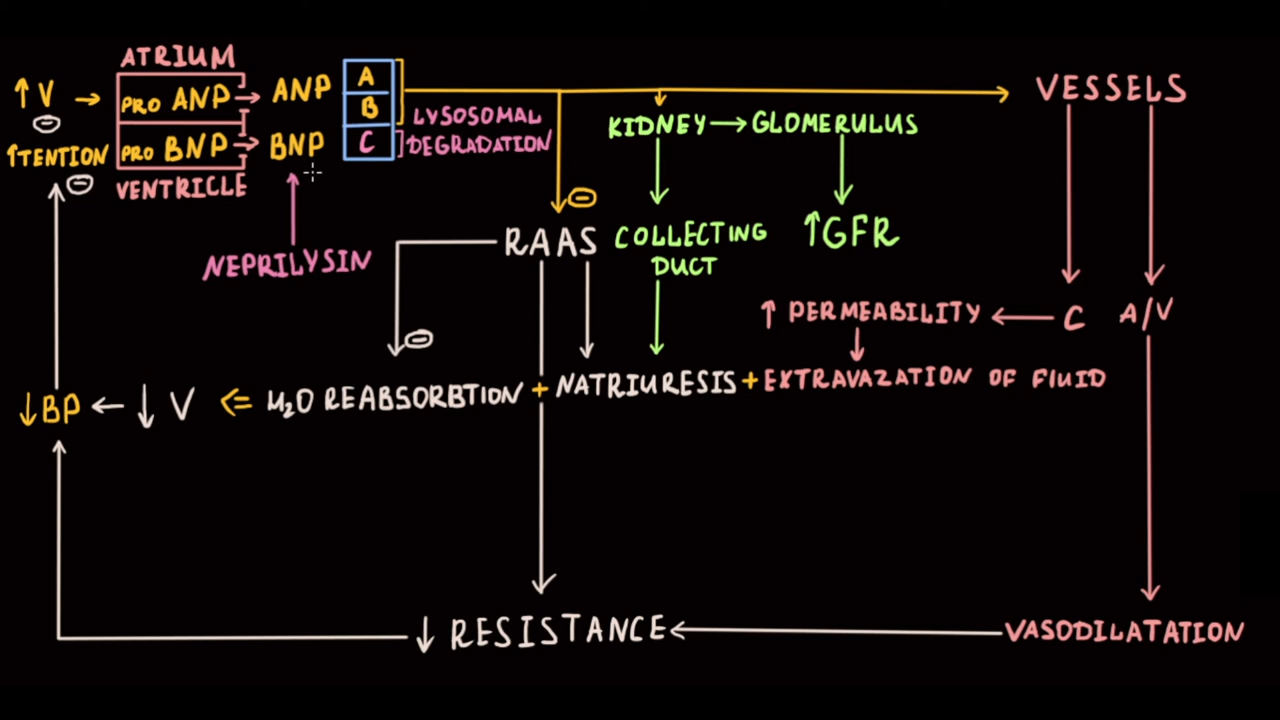 ATRIUM
↑ V → PRO ANP → ANP A
B
⊖
↑TENTION PRO BNP → BNP C
⊖
VENTRICLE
LYSOSOMAL
DEGRADATION
NEPRILYSIN
VESSELS
KIDNEY → GLOMERULUS
⊖
RAAS
COLLECTING
DUCT
↑GFR
↑ PERMEABILITY ← C A/V
⊖
↓BP ← ↓ V <= H₂O REABSORBTION + NATRIURESIS + EXTRAVAZATION OF FLUID
↓ RESISTANCE ← VASODILATATION